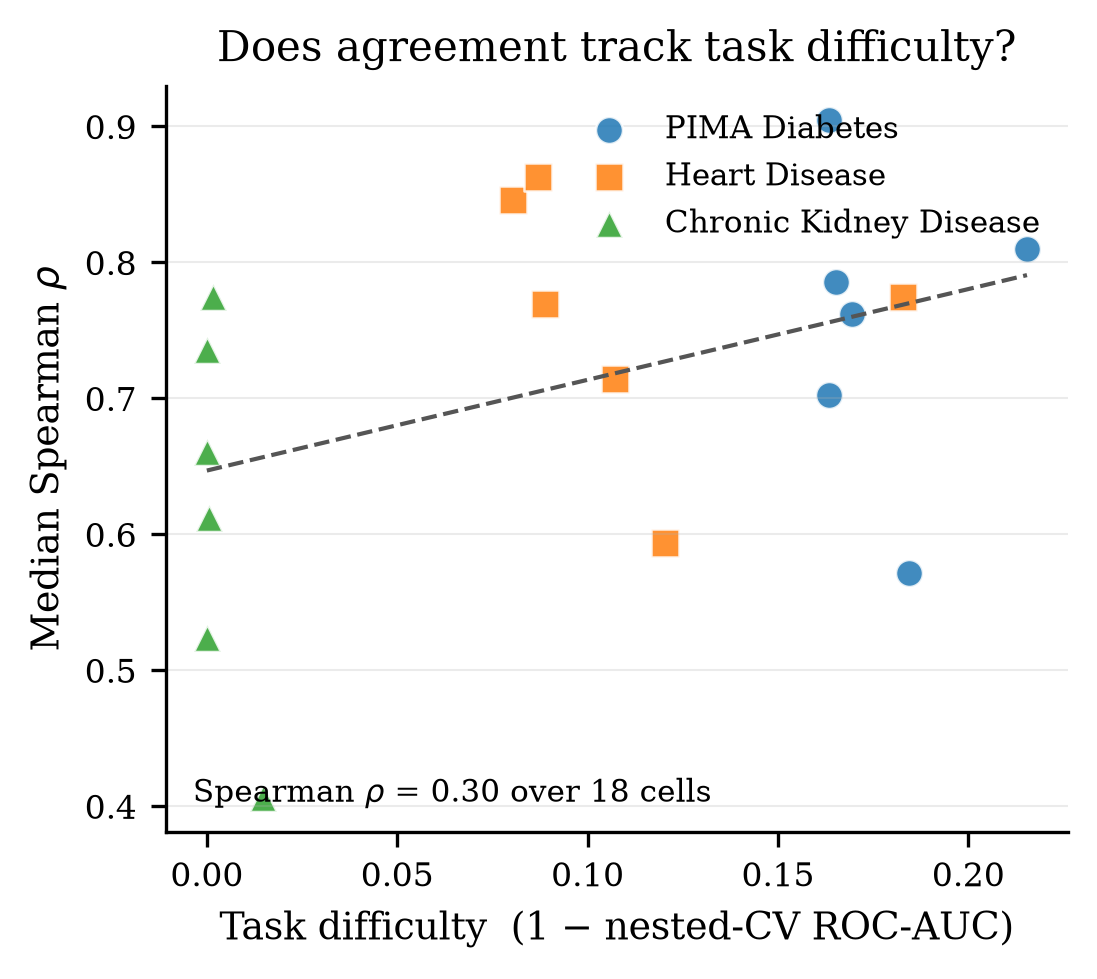 Does agreement track task difficulty?
PIMA Diabetes
Heart Disease
Chronic Kidney Disease
Median Spearman ρ
0.9
0.8
0.7
0.6
0.5
0.4
Spearman ρ = 0.30 over 18 cells
0.00 0.05 0.10 0.15 0.20
Task difficulty (1 − nested-CV ROC-AUC)